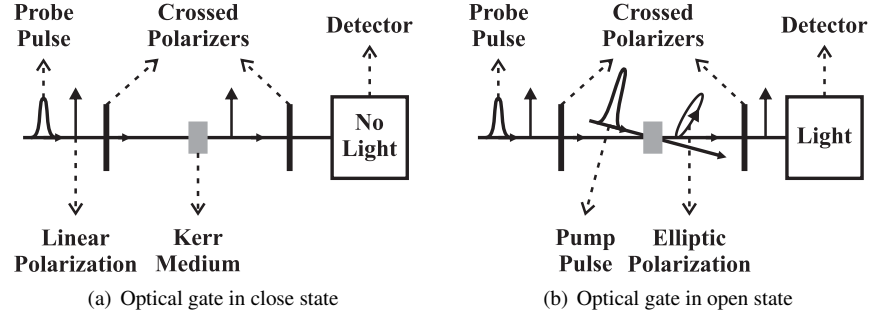 Probe
Pulse
Crossed
Polarizers
Detector
No
Light
Linear
Polarization
Kerr
Medium
(a) Optical gate in close state
Probe
Pulse
Crossed
Polarizers
Detector
Light
Pump
Pulse
Elliptic
Polarization
(b) Optical gate in open state